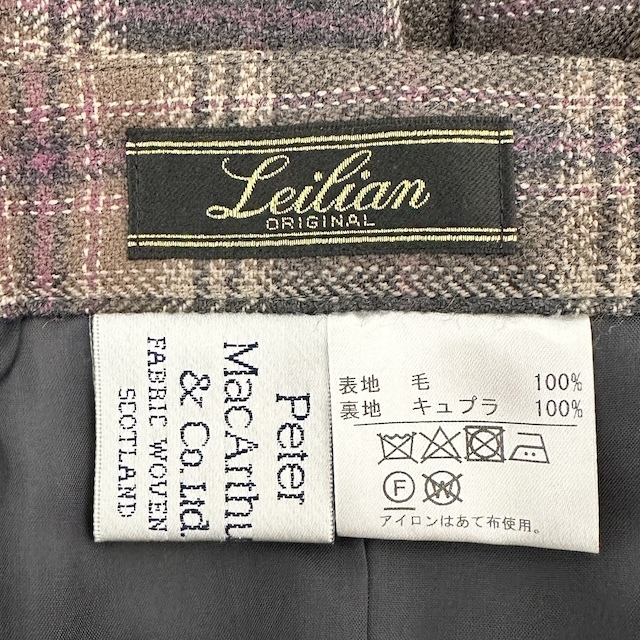 Leilian
ORIGINAL
Peter
MacArthu
& Co. Ltd.
FABRIC WOVEN
SCOTLAND
表地 毛 100%
裏地 キュプラ 100%
F
W
アイロンはあて布使用。